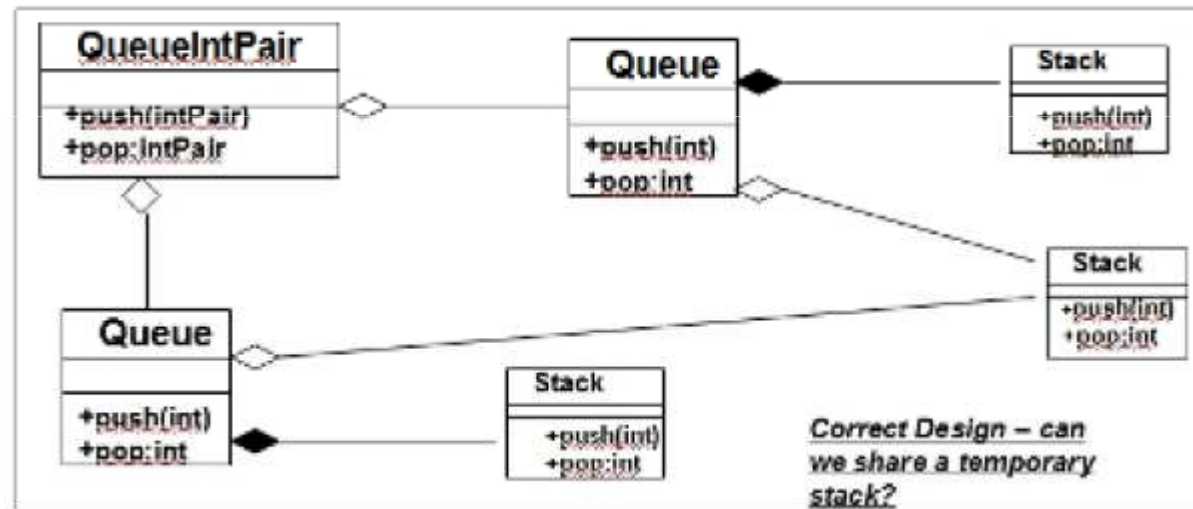 QueueIntPair
+push(intPair)
+pop:IntPair
Queue
+push(int)
+pop:int
Stack
+push(int)
+pop:int
Stack
+push(int)
+pop:int
Queue
+push(int)
+pop:int
Stack
+push(int)
+pop:int
Correct Design – can
we share a temporary
stack?